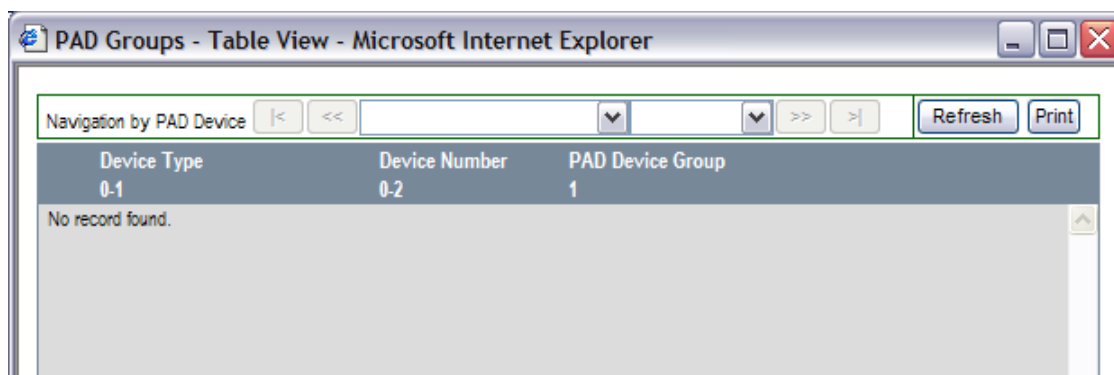 PAD Groups - Table View - Microsoft Internet Explorer
Navigation by PAD Device |< << >> >| Refresh Print
Device Type Device Number PAD Device Group
0-1 0-2 1
No record found.